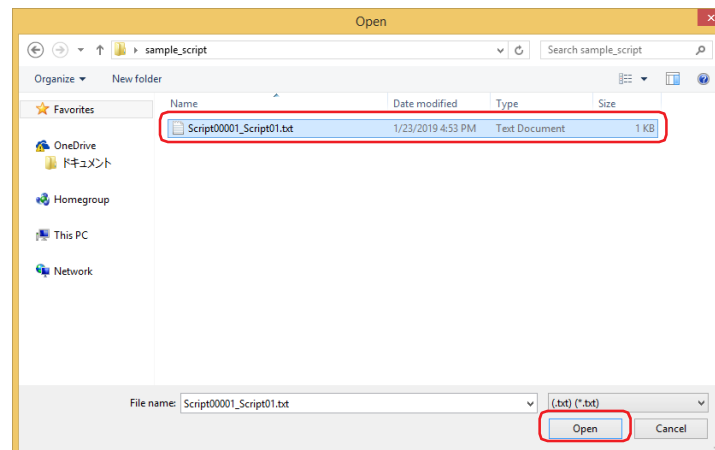 Open
sample_script
Search sample_script
Organize
New folder
Name
Date modified
Type
Size
Favorites
Script00001_Script01.txt
1/23/2019 4:53 PM
Text Document
1 KB
OneDrive
ドキュメント
Homegroup
This PC
Network
File name:
Script00001_Script01.txt
(.txt) (*.txt)
Open
Cancel